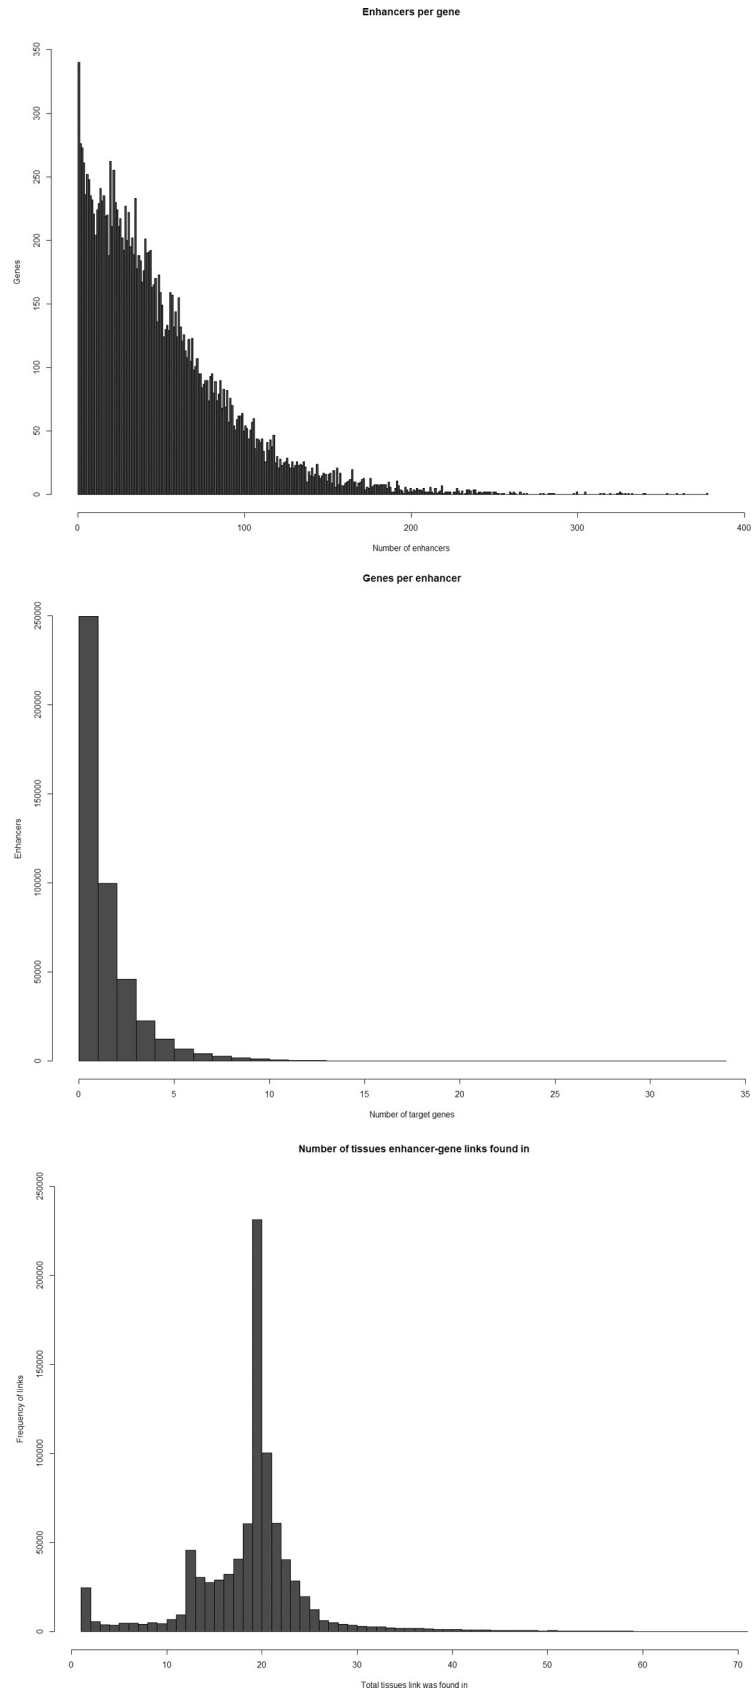 Enhancers per gene
350
300
250
200
150
100
50
0
Genes
0 100 200 300 400
Number of enhancers
Genes per enhancer
250000
200000
150000
100000
50000
0
Enhancers
0 5 10 15 20 25 30 35
Number of target genes
Number of tissues enhancer-gene links found in
250000
200000
150000
100000
50000
0
Frequency of links
0 10 20 30 40 50 60 70
Total tissues link was found in